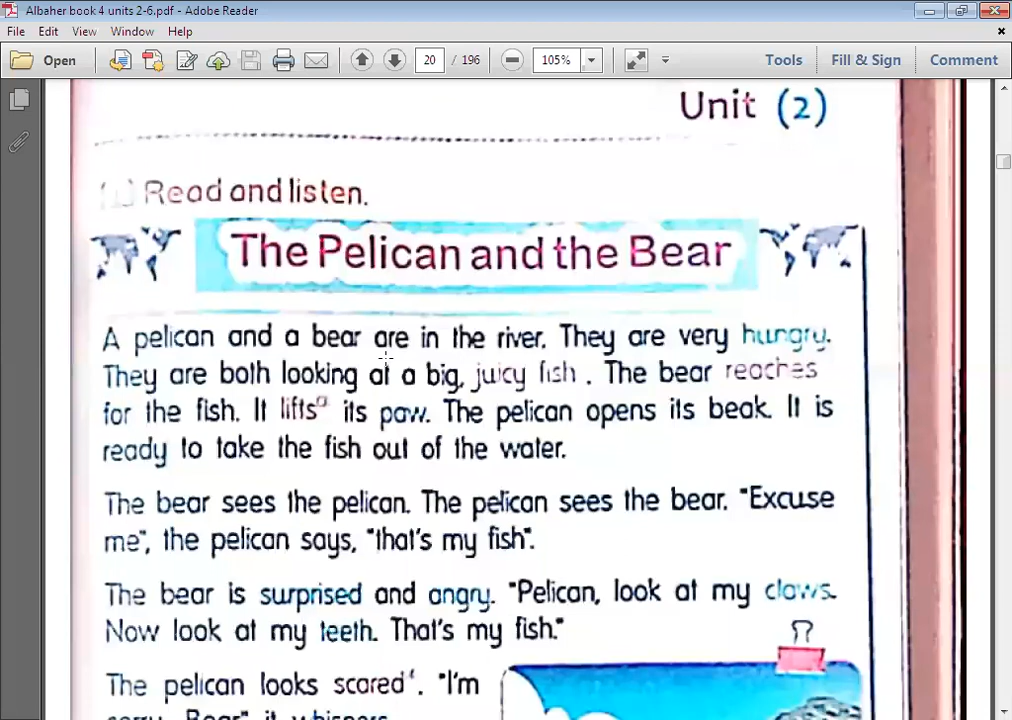 Albaher book 4 units 2-6.pdf - Adobe Reader
File Edit View Window Help
Open 20 / 196 105% Tools Fill & Sign Comment
Unit (2)
Read and listen.
The Pelican and the Bear
A pelican and a bear are in the river. They are very hungry.
They are both looking at a big, juicy fish . The bear reaches
for the fish. It lifts its paw. The pelican opens its beak. It is
ready to take the fish out of the water.
The bear sees the pelican. The pelican sees the bear. "Excuse
me", the pelican says, "that's my fish".
The bear is surprised and angry. "Pelican, look at my claws.
Now look at my teeth. That's my fish."
The pelican looks scared. "I'm
sorry, Bear", it whispers